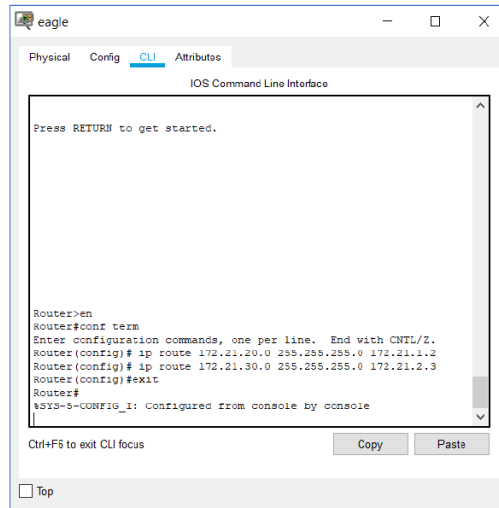 eagle
Physical Config CLI Attributes
IOS Command Line Interface
Press RETURN to get started.
Router>en
Router#conf term
Enter configuration commands, one per line.  End with CNTL/Z.
Router(config)# ip route 172.21.20.0 255.255.255.0 172.21.1.2
Router(config)# ip route 172.21.30.0 255.255.255.0 172.21.2.3
Router(config)#exit
Router#
%SYS-5-CONFIG_I: Configured from console by console
Ctrl+F6 to exit CLI focus
Copy Paste
Top